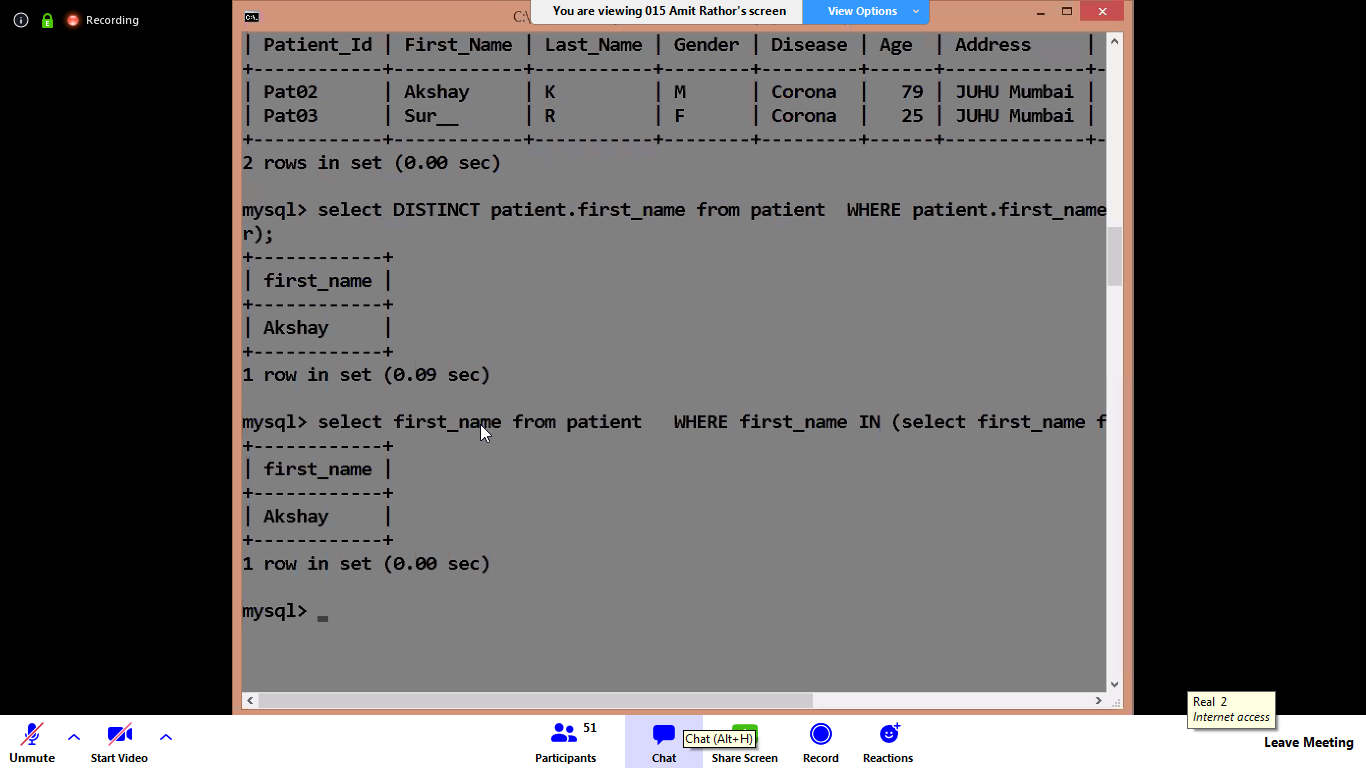 Recording
You are viewing 015 Amit Rathor's screen
View Options
C:\
| Patient_Id | First_Name | Last_Name | Gender | Disease | Age | Address |
+------------+------------+-----------+--------+---------+------+-------------+-
| Pat02 | Akshay | K | M | Corona | 79 | JUHU Mumbai |
| Pat03 | Sur__ | R | F | Corona | 25 | JUHU Mumbai |
+------------+------------+-----------+--------+---------+------+-------------+-
2 rows in set (0.00 sec)
mysql> select DISTINCT patient.first_name from patient  WHERE patient.first_name
r);
+------------+
| first_name |
+------------+
| Akshay |
+------------+
1 row in set (0.09 sec)
mysql> select first_name from patient   WHERE first_name IN (select first_name f
+------------+
| first_name |
+------------+
| Akshay |
+------------+
1 row in set (0.00 sec)
mysql> _
Real 2
Internet access
Unmute
Start Video
51
Participants
Chat
Chat (Alt+H)
Share Screen
Record
Reactions
Leave Meeting